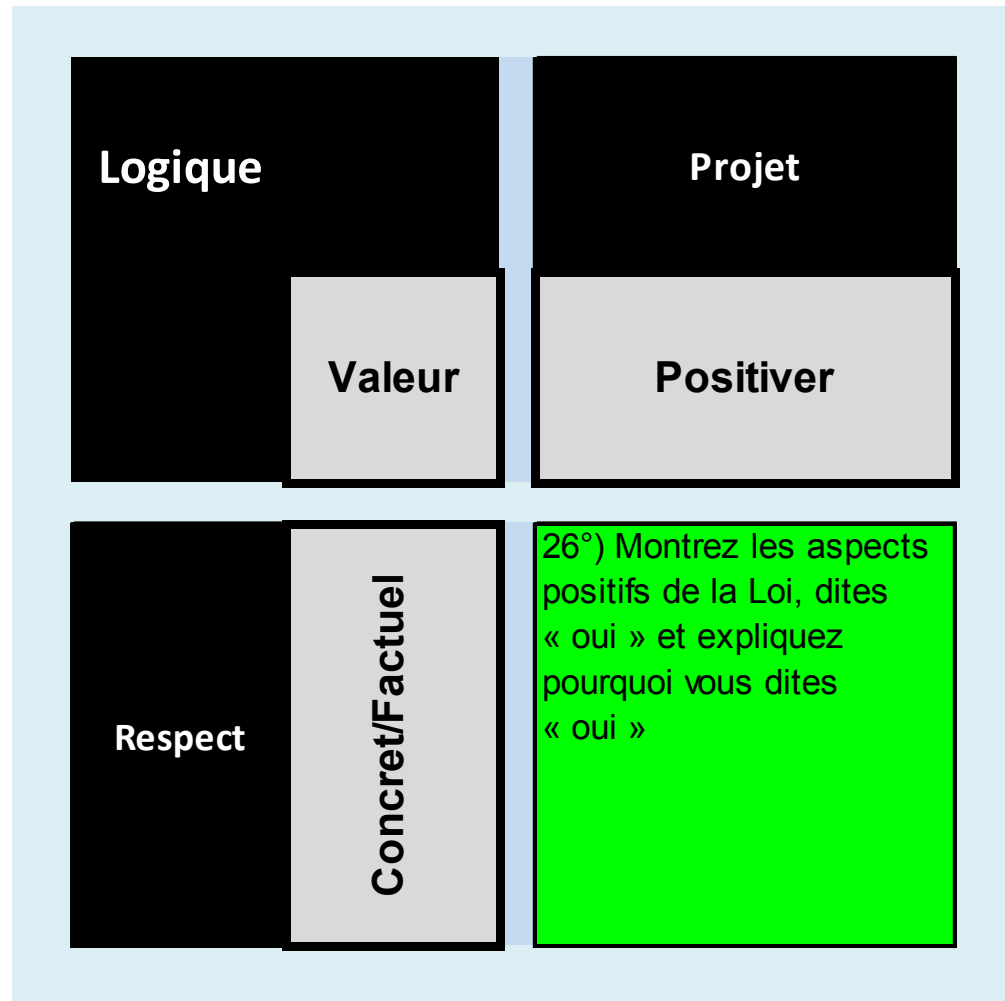 Logique
Projet
Valeur
Positiver
Respect
Concret/Factuel
26°) Montrez les aspects
positifs de la Loi, dites
« oui » et expliquez
pourquoi vous dites
« oui »